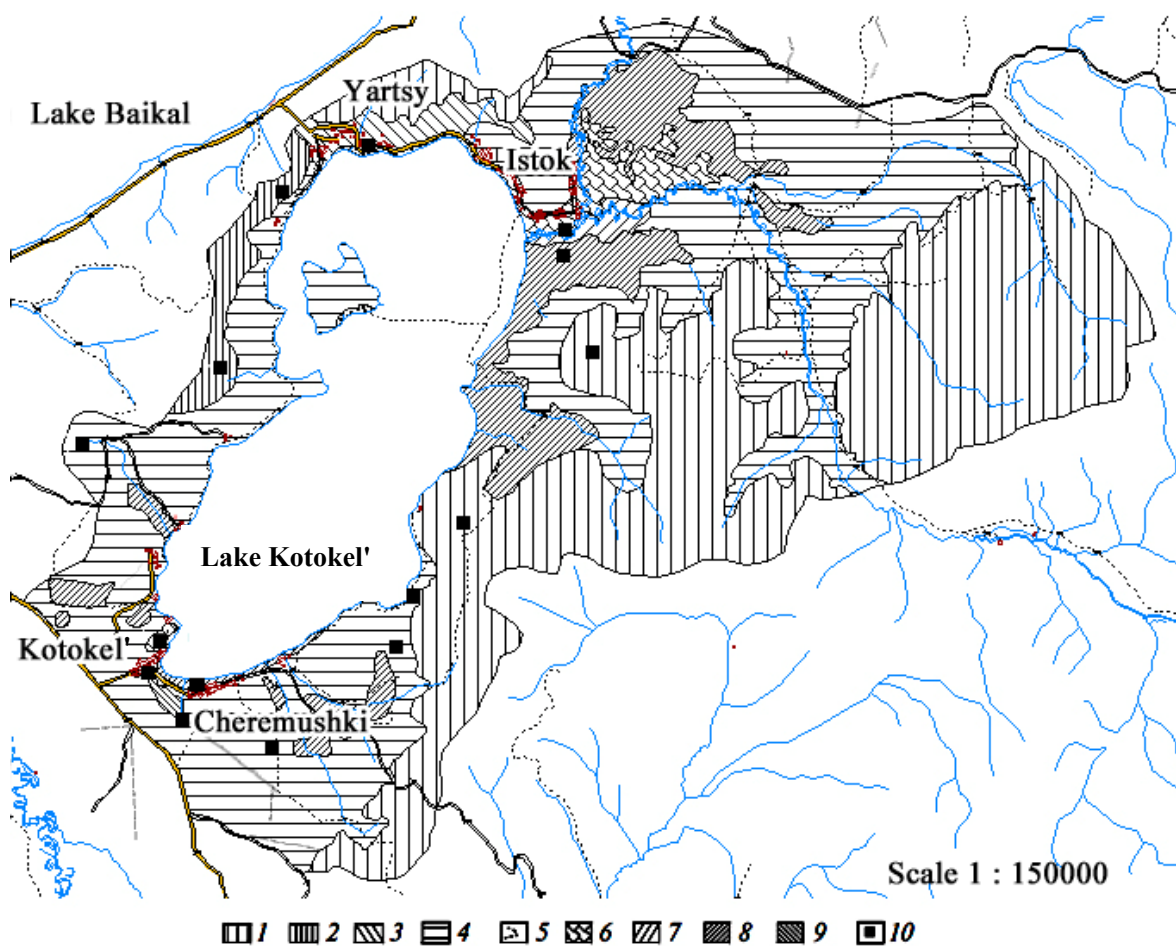 Yartsy
Lake Baikal
Istok
Lake Kotokel'
Kotokel'
Cheremushki
Scale 1 : 150000
1 2 3 4 5 6 7 8 9 10